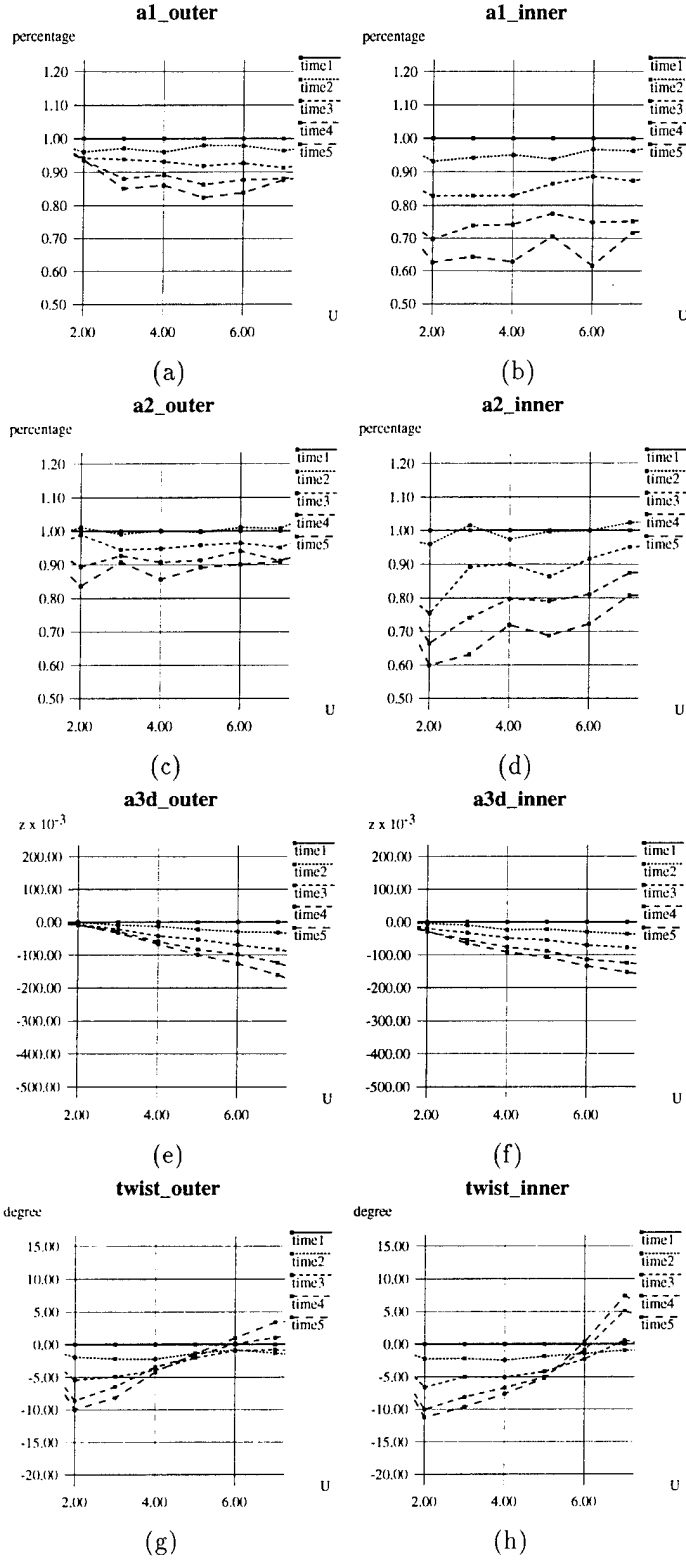 a1_outer
percentage
time1
time2
time3
time4
time5
1.20
1.10
1.00
0.90
0.80
0.70
0.60
0.50
U
2.00 4.00 6.00
(a)
a1_inner
percentage
time1
time2
time3
time4
time5
1.20
1.10
1.00
0.90
0.80
0.70
0.60
0.50
U
2.00 4.00 6.00
(b)
a2_outer
percentage
time1
time2
time3
time4
time5
1.20
1.10
1.00
0.90
0.80
0.70
0.60
0.50
U
2.00 4.00 6.00
(c)
a2_inner
percentage
time1
time2
time3
time4
time5
1.20
1.10
1.00
0.90
0.80
0.70
0.60
0.50
U
2.00 4.00 6.00
(d)
a3d_outer
z x 10⁻³
time1
time2
time3
time4
time5
200.00
100.00
0.00
-100.00
-200.00
-300.00
-400.00
-500.00
U
2.00 4.00 6.00
(e)
a3d_inner
z x 10⁻³
time1
time2
time3
time4
time5
200.00
100.00
0.00
-100.00
-200.00
-300.00
-400.00
-500.00
U
2.00 4.00 6.00
(f)
twist_outer
degree
time1
time2
time3
time4
time5
15.00
10.00
5.00
0.00
-5.00
-10.00
-15.00
-20.00
U
2.00 4.00 6.00
(g)
twist_inner
degree
time1
time2
time3
time4
time5
15.00
10.00
5.00
0.00
-5.00
-10.00
-15.00
-20.00
U
2.00 4.00 6.00
(h)